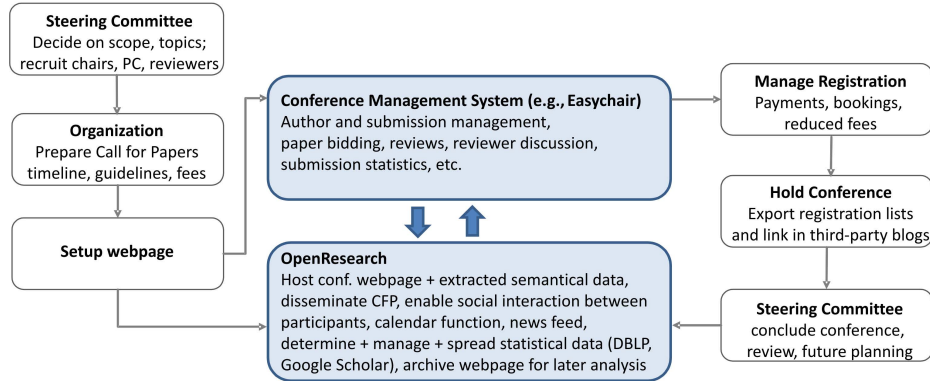 Steering Committee
Decide on scope, topics;
recruit chairs, PC, reviewers
Organization
Prepare Call for Papers
timeline, guidelines, fees
Setup webpage
Conference Management System (e.g., Easychair)
Author and submission management,
paper bidding, reviews, reviewer discussion,
submission statistics, etc.
OpenResearch
Host conf. webpage + extracted semantical data,
disseminate CFP, enable social interaction between
participants, calendar function, news feed,
determine + manage + spread statistical data (DBLP,
Google Scholar), archive webpage for later analysis
Manage Registration
Payments, bookings,
reduced fees
Hold Conference
Export registration lists
and link in third-party blogs
Steering Committee
conclude conference,
review, future planning